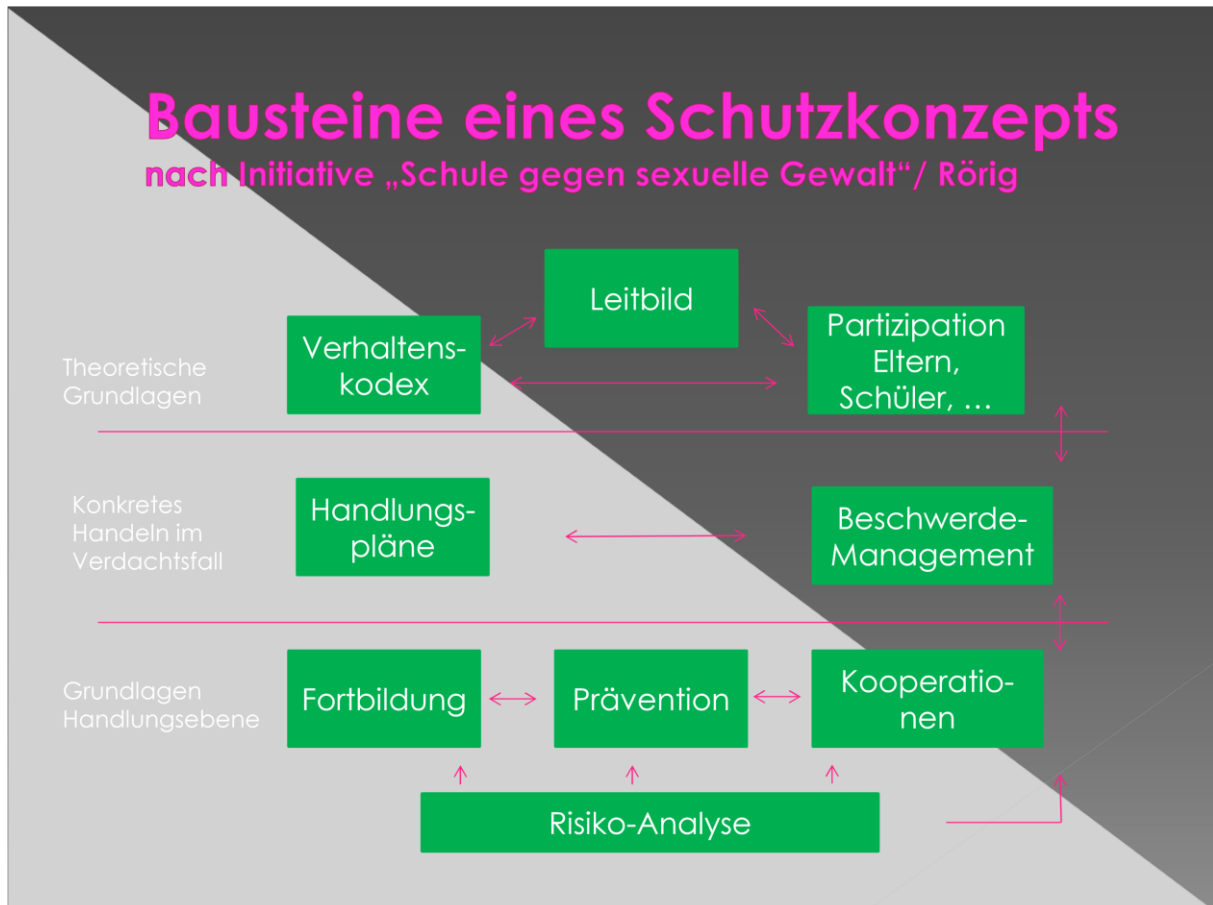 Bausteine eines Schutzkonzepts
nach Initiative „Schule gegen sexuelle Gewalt“/ Rörig
Leitbild
Verhaltens-
kodex
Partizipation
Eltern,
Schüler, ...
Theoretische
Grundlagen
Konkretes
Handeln im
Verdachtsfall
Handlungs-
pläne
Beschwerde-
Management
Grundlagen
Handlungsebene
Fortbildung
Prävention
Kooperatio-
nen
Risiko-Analyse